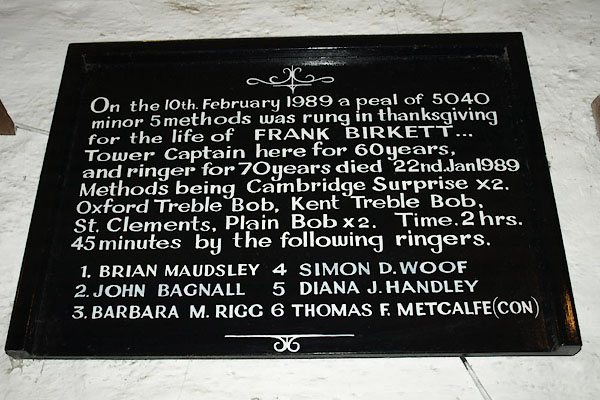 On the 10th. February 1989 a peal of 5040
minor 5 methods was rung in thanksgiving
for the life of FRANK BIRKETT...
Tower Captain here for 60 years,
and ringer for 70 years died 22nd. Jan 1989
Methods being Cambridge Surprise x2.
Oxford Treble Bob, Kent Treble Bob,
St. Clements, Plain Bob x2. Time. 2 hrs.
45 minutes by the following ringers.
1. BRIAN MAUDSLEY 4 SIMON D. WOOF
2. JOHN BAGNALL 5 DIANA J. HANDLEY
3. BARBARA M. RIGG 6 THOMAS F. METCALFE (CON)